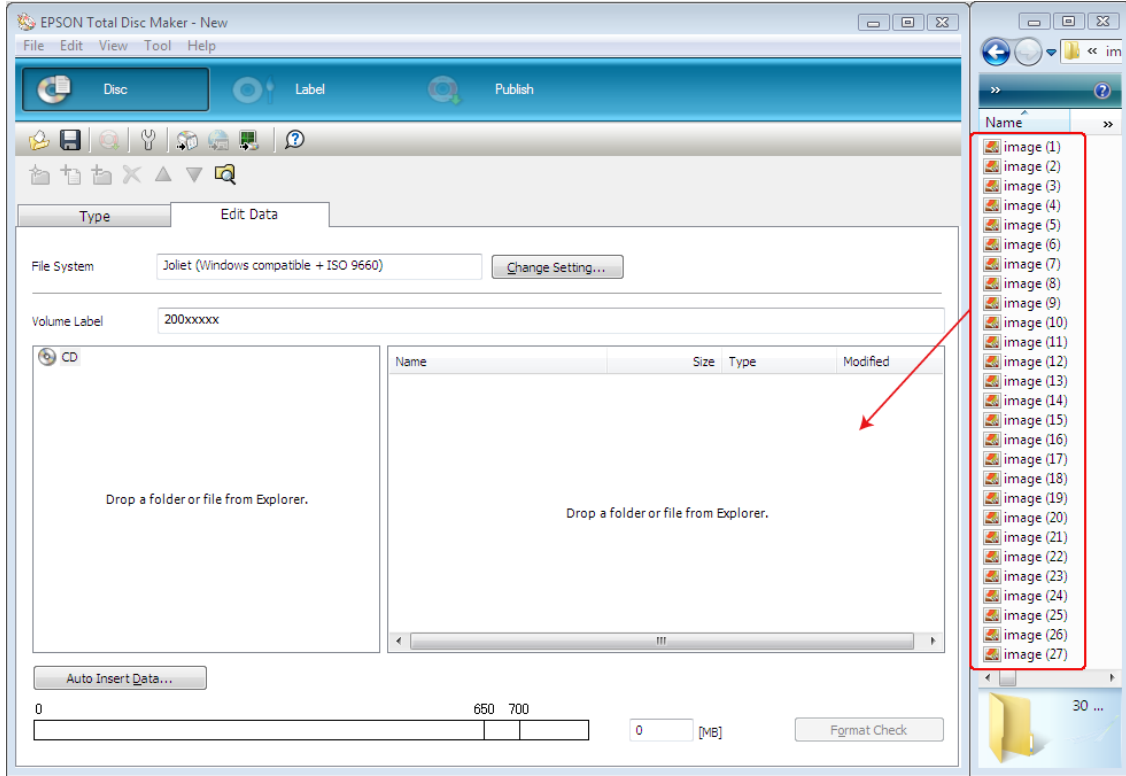 EPSON Total Disc Maker - New
File Edit View Tool Help
Disc
Label
Publish
Type
Edit Data
File System
Joliet (Windows compatible + ISO 9660)
Change Setting...
Volume Label
200xxxxx
CD
Name
Size
Type
Modified
Drop a folder or file from Explorer.
Drop a folder or file from Explorer.
Auto Insert Data...
0
650
700
0
[MB]
Format Check
« im
»
Name
»
image (1)
image (2)
image (3)
image (4)
image (5)
image (6)
image (7)
image (8)
image (9)
image (10)
image (11)
image (12)
image (13)
image (14)
image (15)
image (16)
image (17)
image (18)
image (19)
image (20)
image (21)
image (22)
image (23)
image (24)
image (25)
image (26)
image (27)
30 ...